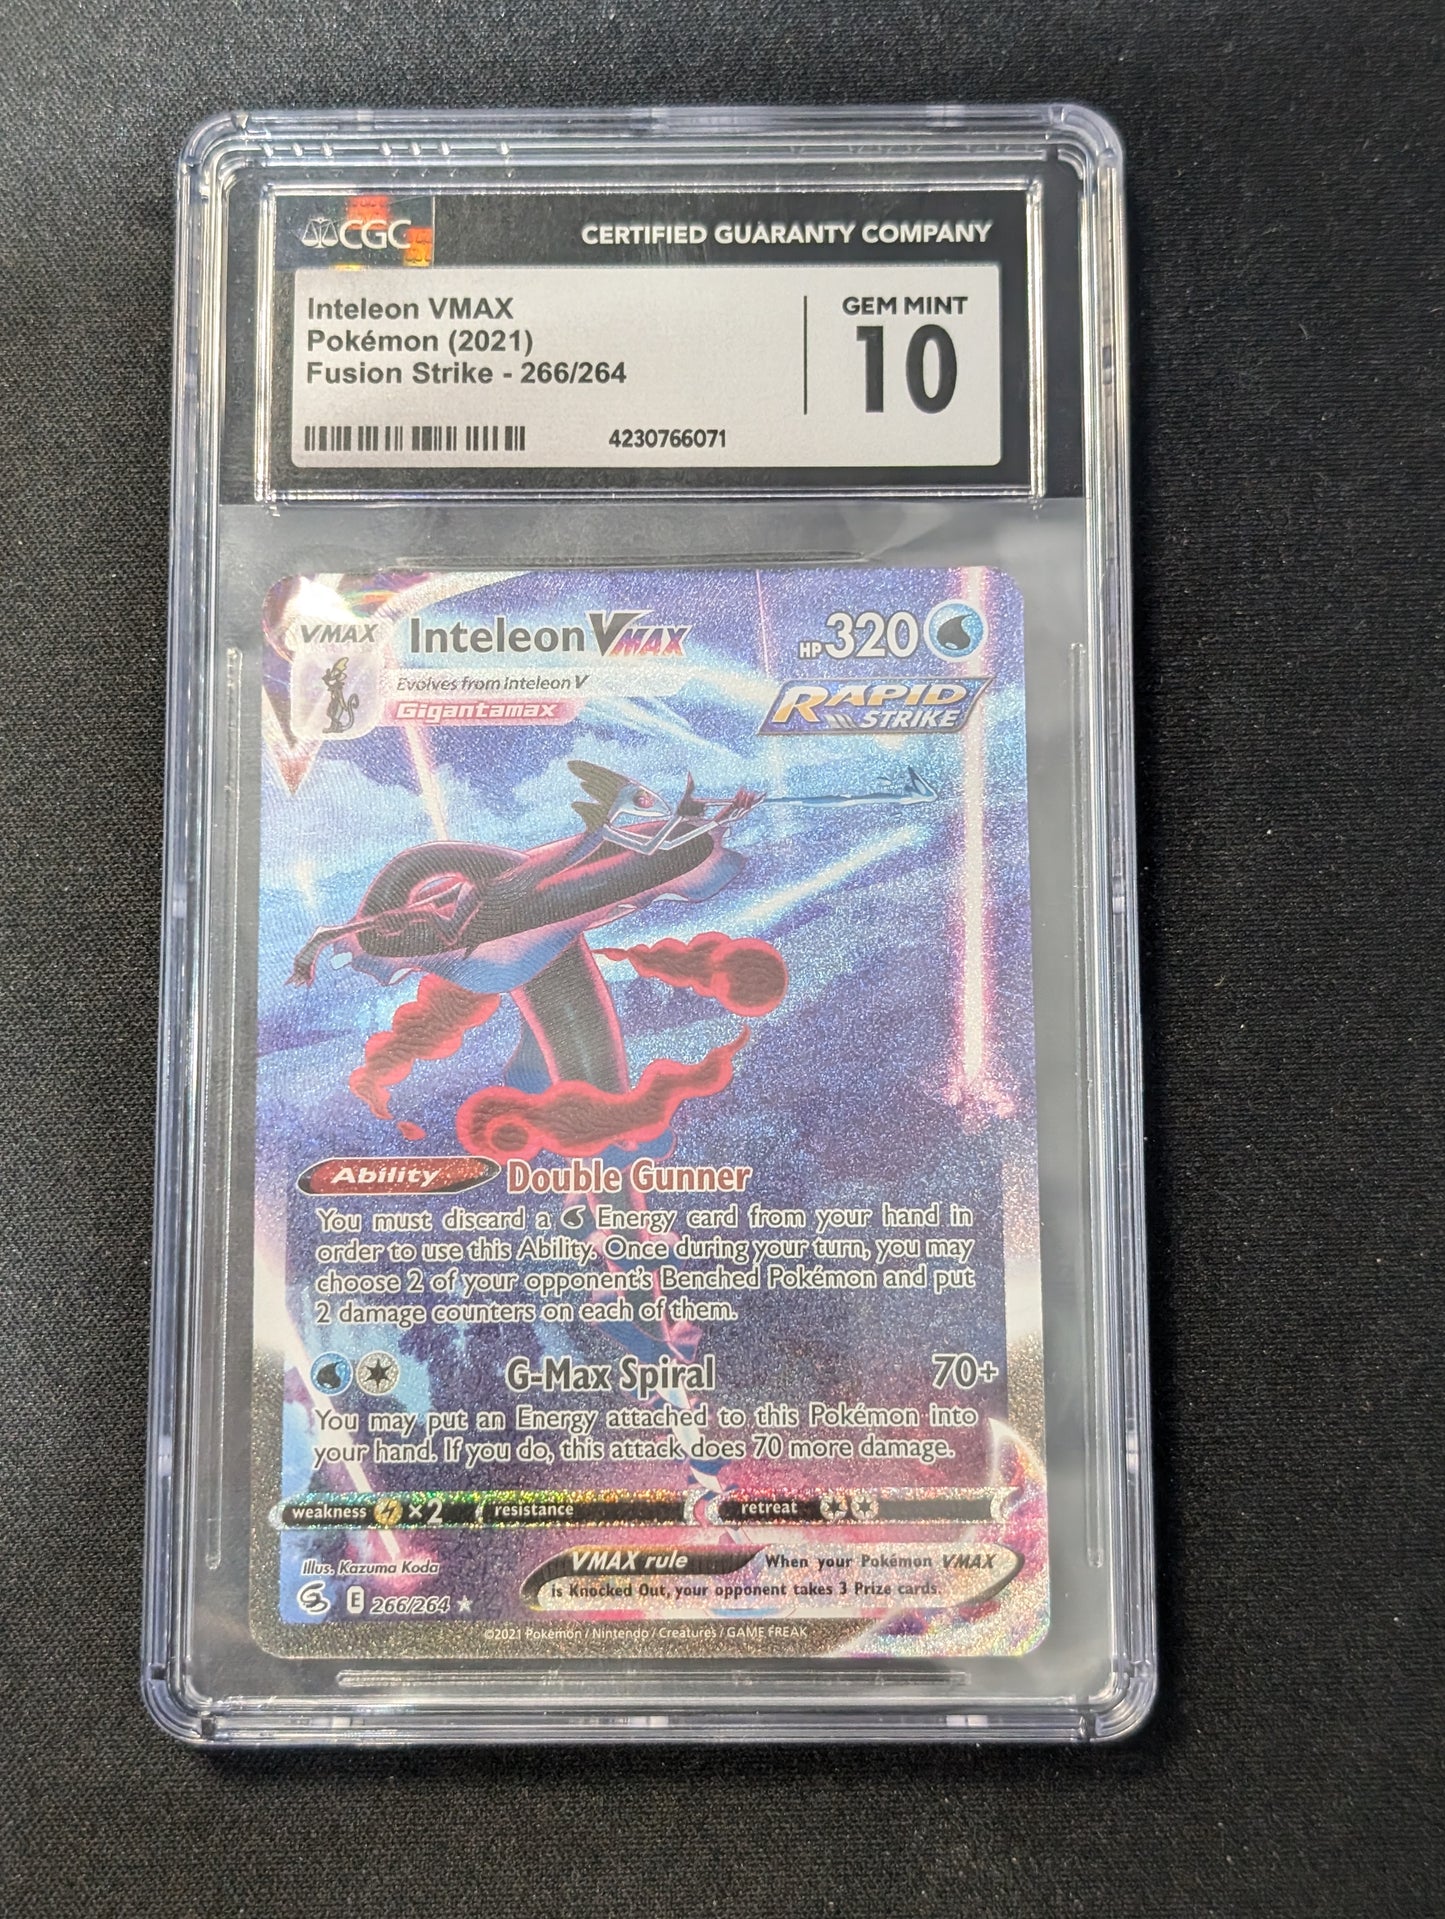 CGC
CERTIFIED GUARANTY COMPANY
Inteleon VMAX
Pokémon (2021)
Fusion Strike - 266/264
GEM MINT
10
4230766071
VMAX
Inteleon VMAX
HP 320
Evolves from Inteleon V
Gigantamax
RAPID
STRIKE
Ability Double Gunner
You must discard a Energy card from your hand in
order to use this Ability. Once during your turn, you may
choose 2 of your opponent's Benched Pokémon and put
2 damage counters on each of them.
G-Max Spiral 70+
You may put an Energy attached to this Pokémon into
your hand. If you do, this attack does 70 more damage.
weakness ×2 resistance retreat
Illus. Kazuma Koda
VMAX rule When your Pokémon VMAX
is Knocked Out, your opponent takes 3 Prize cards.
E 266/264 ★
©2021 Pokémon / Nintendo / Creatures / GAME FREAK